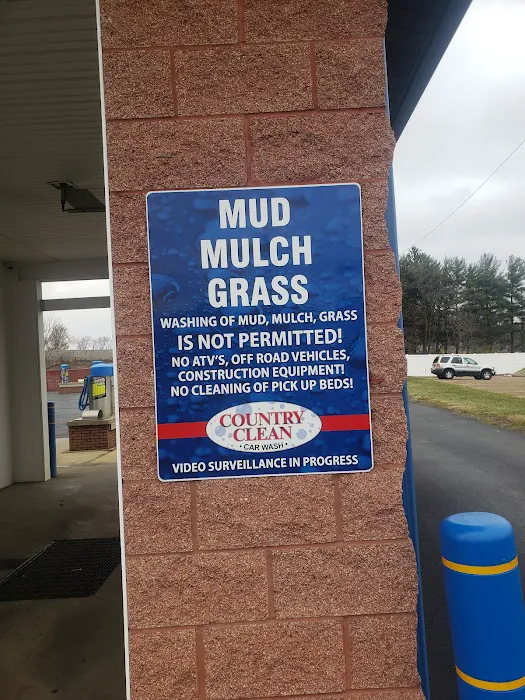 MUD
MULCH
GRASS
WASHING OF MUD, MULCH, GRASS
IS NOT PERMITTED!
NO ATV'S, OFF ROAD VEHICLES,
CONSTRUCTION EQUIPMENT!
NO CLEANING OF PICK UP BEDS!
COUNTRY
CLEAN
• CAR WASH •
VIDEO SURVEILLANCE IN PROGRESS